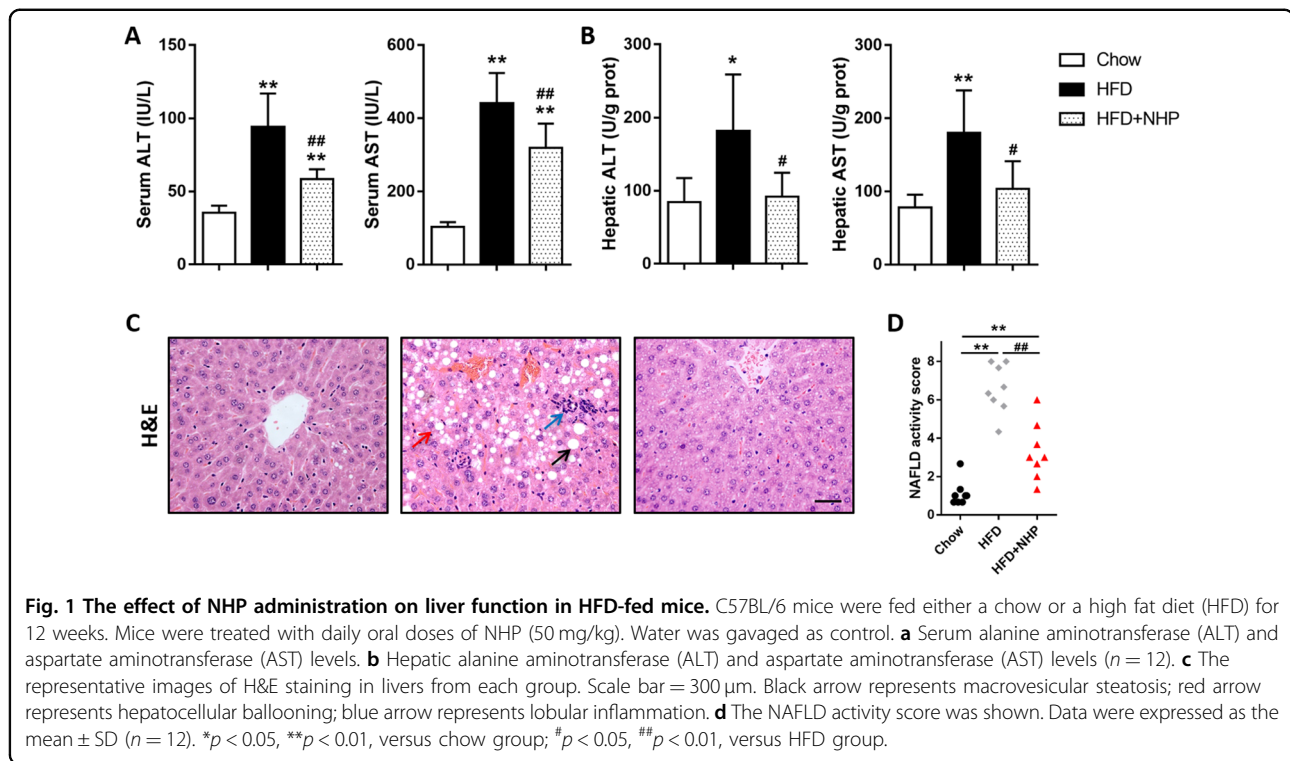 A
Serum ALT (IU/L)
150
100
50
0
**
##
**
Serum AST (IU/L)
600
400
200
0
**
##
**
B
Hepatic ALT (U/g prot)
300
200
100
0
*
#
Hepatic AST (U/g prot)
300
200
100
0
**
#
Chow
HFD
HFD+NHP
C
H&E
D
NAFLD activity score
8
6
4
2
0
**
**
##
Chow
HFD
HFD+NHP
Fig. 1 The effect of NHP administration on liver function in HFD-fed mice. C57BL/6 mice were fed either a chow or a high fat diet (HFD) for
12 weeks. Mice were treated with daily oral doses of NHP (50 mg/kg). Water was gavaged as control. a Serum alanine aminotransferase (ALT) and
aspartate aminotransferase (AST) levels. b Hepatic alanine aminotransferase (ALT) and aspartate aminotransferase (AST) levels (n = 12). c The
representative images of H&E staining in livers from each group. Scale bar = 300 μm. Black arrow represents macrovesicular steatosis; red arrow
represents hepatocellular ballooning; blue arrow represents lobular inflammation. d The NAFLD activity score was shown. Data were expressed as the
mean ± SD (n = 12). *p < 0.05, **p < 0.01, versus chow group; #p < 0.05, ##p < 0.01, versus HFD group.